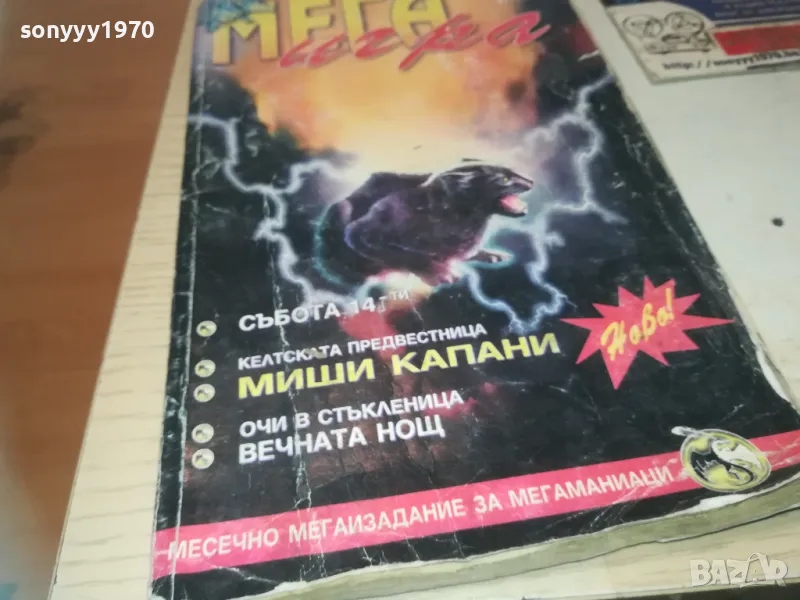 sonyyy1970
МЕГА
игра
СЪБОТА 14-ТИ
КЕЛТСКАТА ПРЕДВЕСТНИЦА
МИШИ КАПАНИ
ОЧИ В СТЪКЛЕНИЦА
ВЕЧНАТА НОЩ
Ново!
МЕСЕЧНО МЕГАИЗДАНИЕ ЗА МЕГАМАНИАЦИ
BAZAR